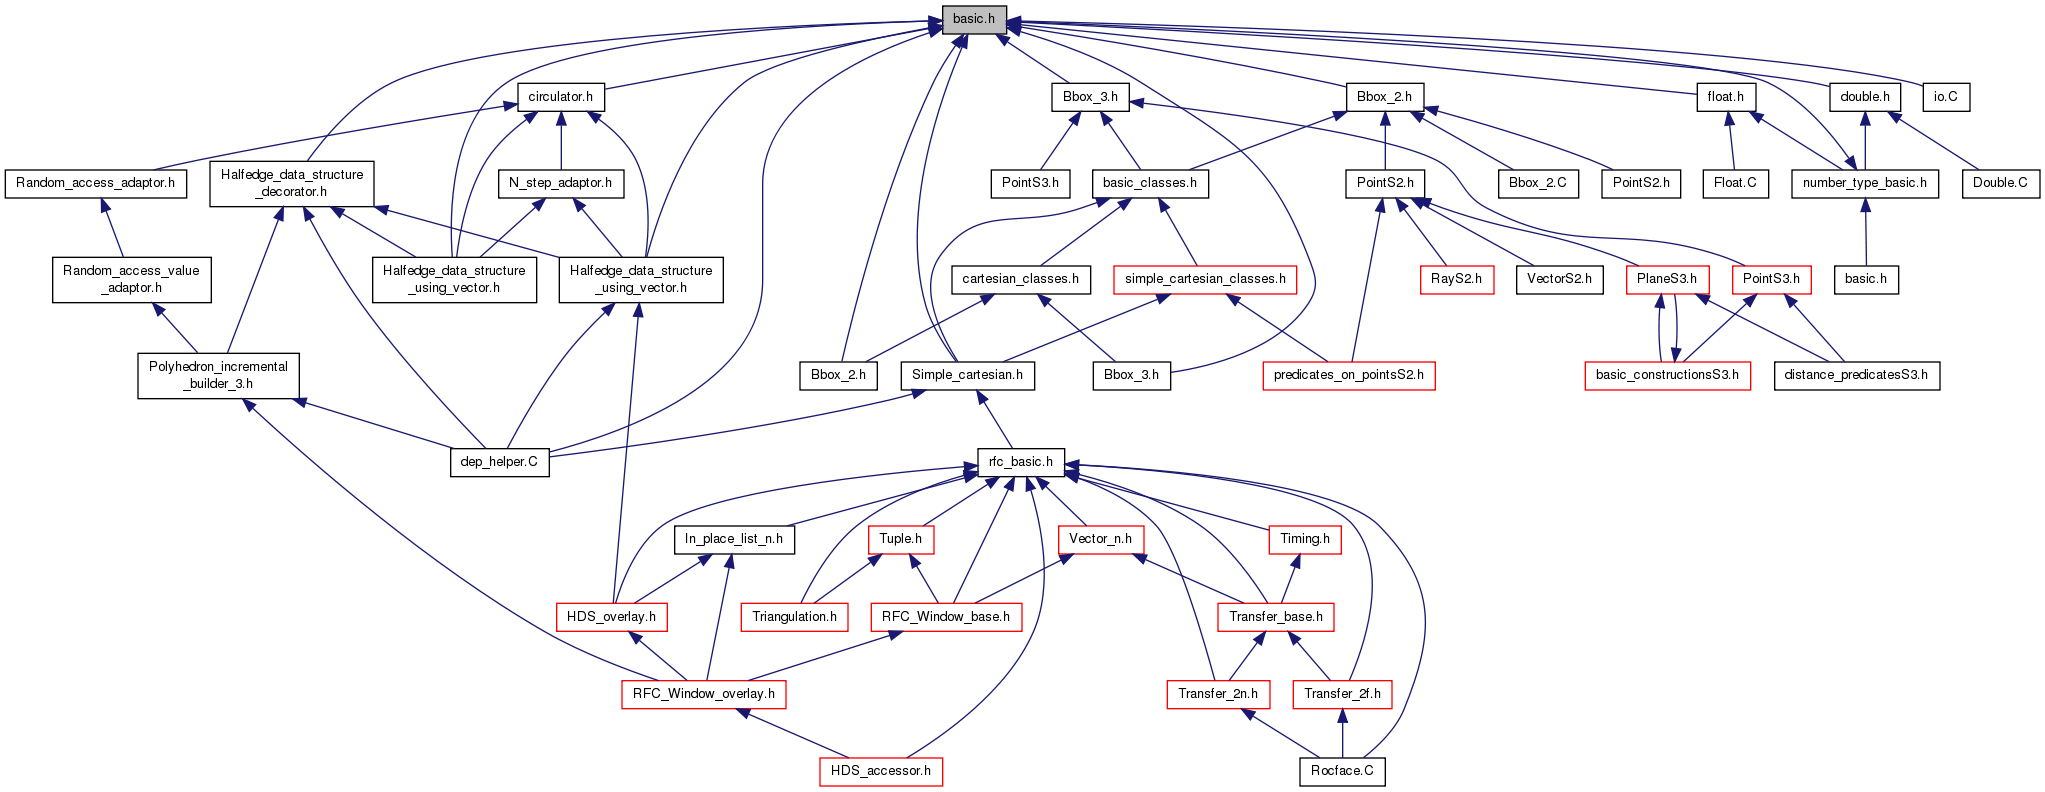 basic.h
circulator.h
Bbox_3.h
Bbox_2.h
float.h
double.h
io.C
Random_access_adaptor.h
Halfedge_data_structure
_decorator.h
N_step_adaptor.h
PointS3.h
basic_classes.h
PointS2.h
Bbox_2.C
PointS2.h
Float.C
number_type_basic.h
Double.C
Random_access_value
_adaptor.h
Halfedge_data_structure
_using_vector.h
Halfedge_data_structure
_using_vector.h
cartesian_classes.h
simple_cartesian_classes.h
RayS2.h
VectorS2.h
PlaneS3.h
PointS3.h
basic.h
Polyhedron_incremental
_builder_3.h
Bbox_2.h
Simple_cartesian.h
Bbox_3.h
predicates_on_pointsS2.h
basic_constructionsS3.h
distance_predicatesS3.h
dep_helper.C
rfc_basic.h
In_place_list_n.h
Tuple.h
Vector_n.h
Timing.h
HDS_overlay.h
Triangulation.h
RFC_Window_base.h
Transfer_base.h
RFC_Window_overlay.h
Transfer_2n.h
Transfer_2f.h
HDS_accessor.h
Rocface.C